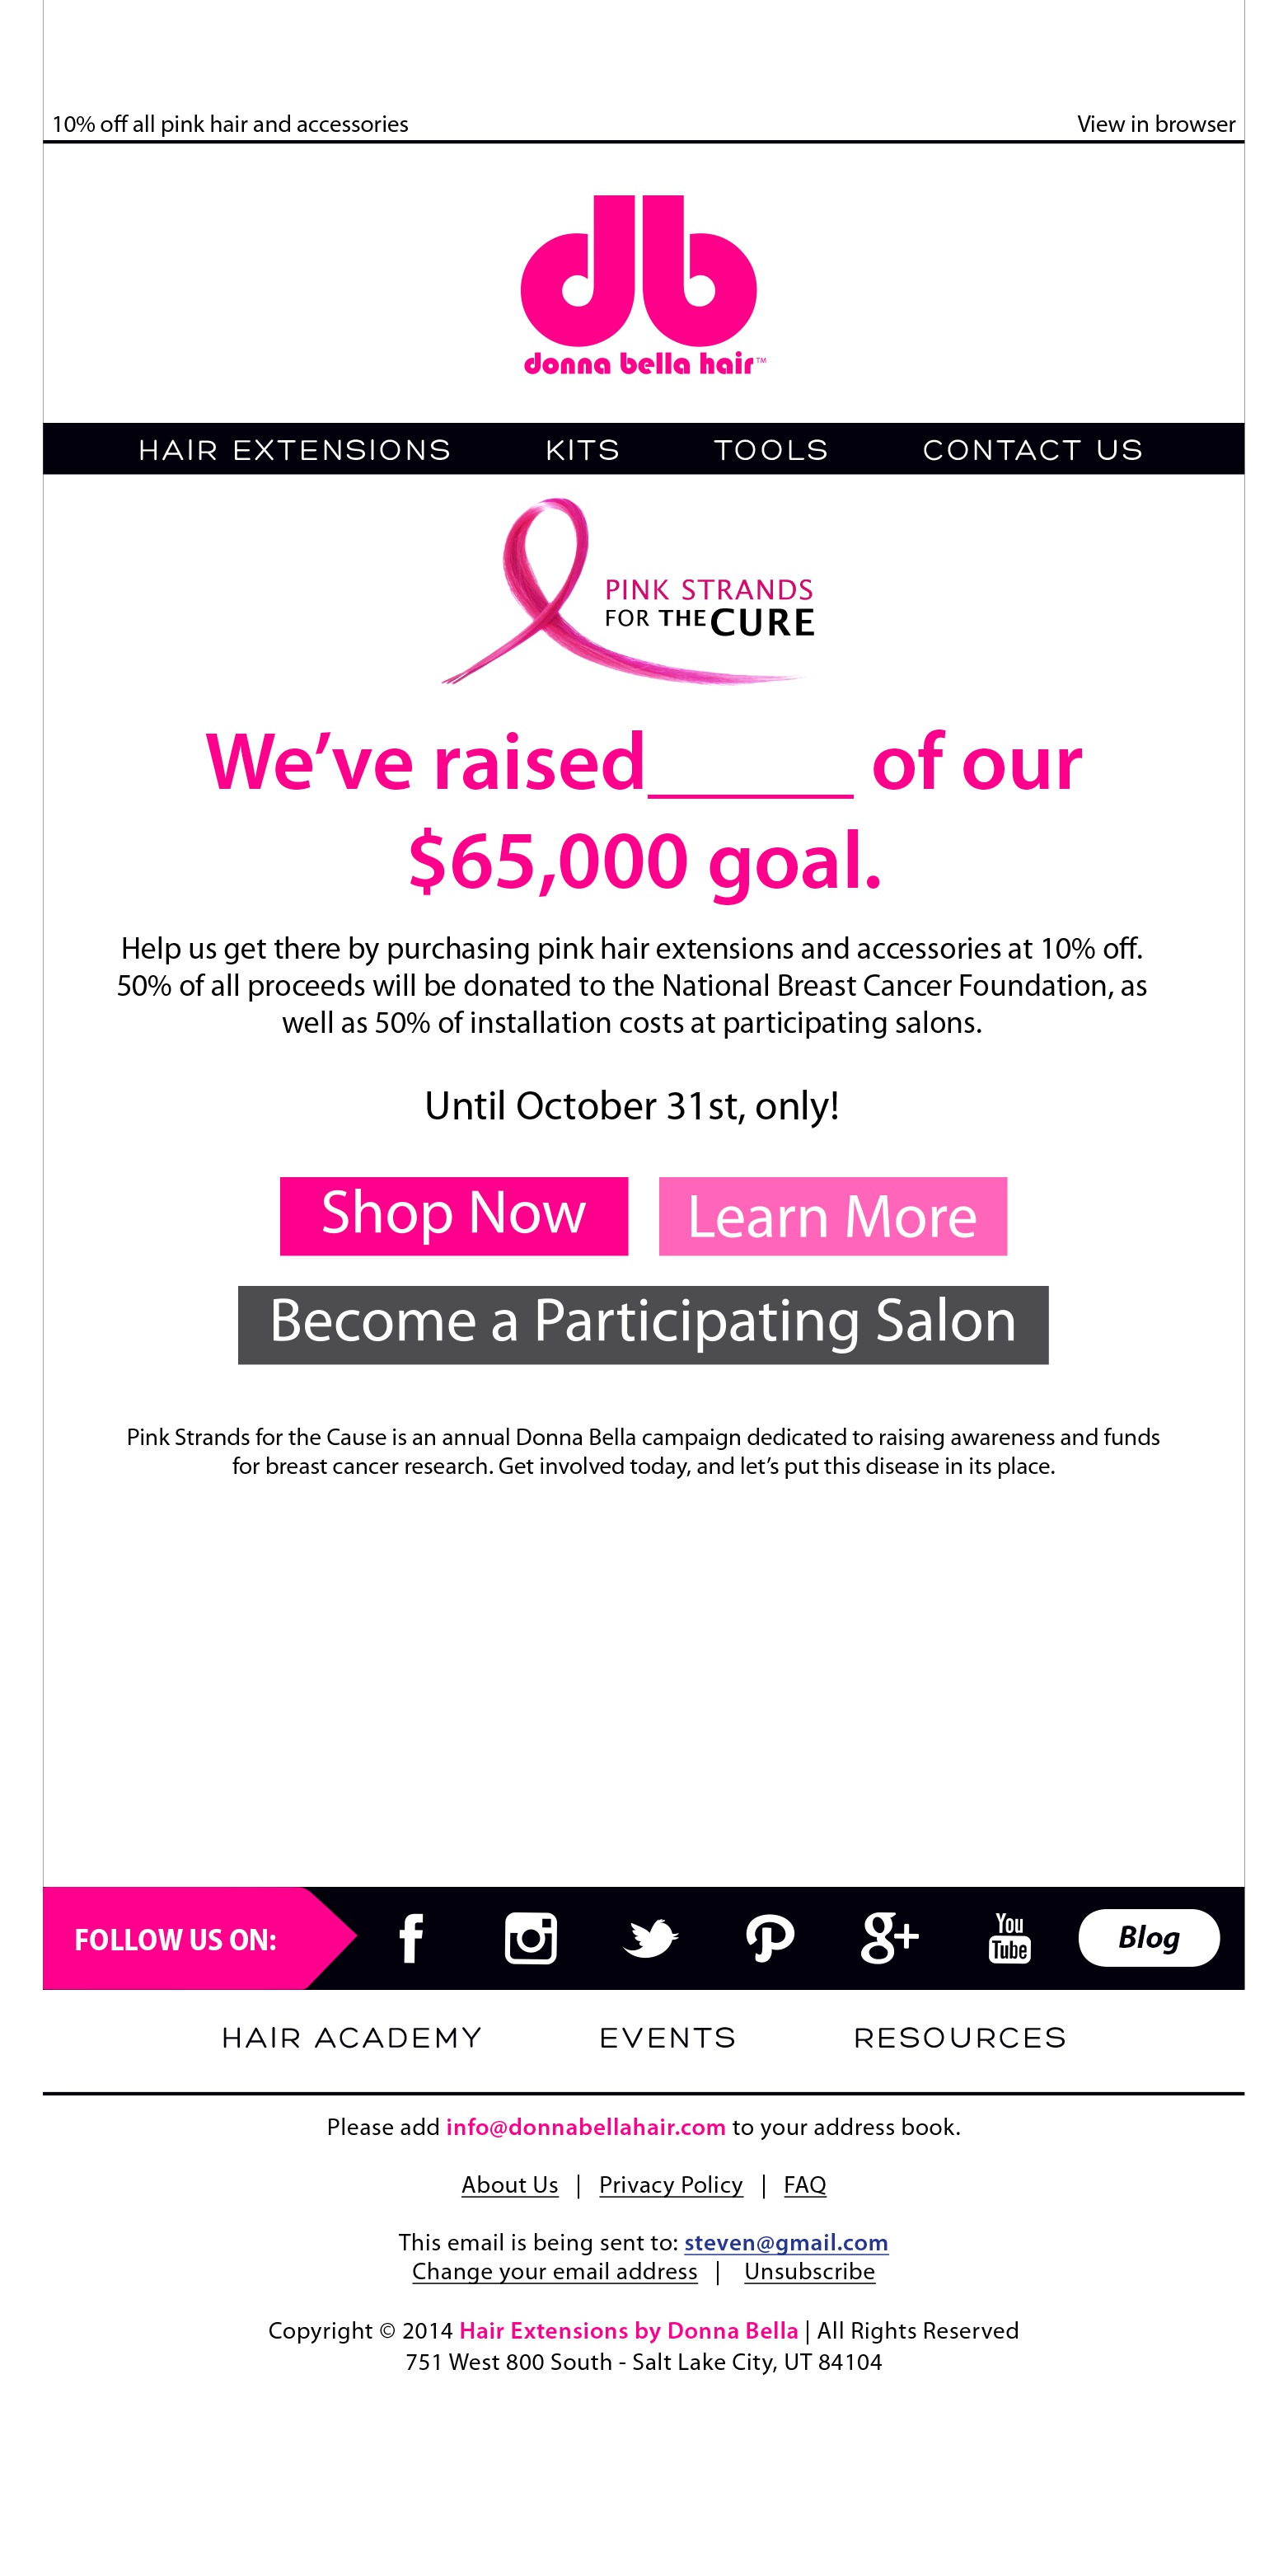 10% off all pink hair and accessories
View in browser
db
donna bella hair™
HAIR EXTENSIONS KITS TOOLS CONTACT US
PINK STRANDS
FOR THE CURE
We’ve raised_____ of our
$65,000 goal.
Help us get there by purchasing pink hair extensions and accessories at 10% off.
50% of all proceeds will be donated to the National Breast Cancer Foundation, as
well as 50% of installation costs at participating salons.
Until October 31st, only!
Shop Now
Learn More
Become a Participating Salon
Pink Strands for the Cause is an annual Donna Bella campaign dedicated to raising awareness and funds
for breast cancer research. Get involved today, and let’s put this disease in its place.
FOLLOW US ON:
f
g+
You
Tube
Blog
HAIR ACADEMY EVENTS RESOURCES
Please add info@donnabellahair.com to your address book.
About Us | Privacy Policy | FAQ
This email is being sent to: steven@gmail.com
Change your email address | Unsubscribe
Copyright © 2014 Hair Extensions by Donna Bella | All Rights Reserved
751 West 800 South - Salt Lake City, UT 84104